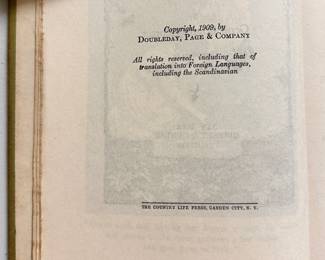 Copyright, 1909, by
Doubleday, Page & Company
All rights reserved, including that of
translation into Foreign Languages,
including the Scandinavian
THE COUNTRY LIFE PRESS, GARDEN CITY, N. Y.